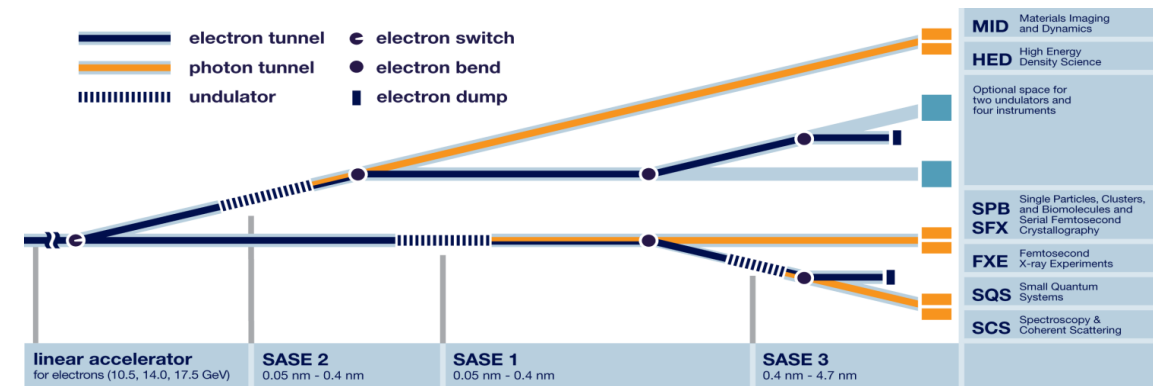 electron tunnel
electron switch
photon tunnel
electron bend
undulator
electron dump
MID Materials Imaging
and Dynamics
HED High Energy
Density Science
Optional space for
two undulators and
four instruments
SPB Single Particles, Clusters,
and Biomolecules and
SFX Serial Femtosecond
Crystallography
FXE Femtosecond
X-ray Experiments
SQS Small Quantum
Systems
SCS Spectroscopy &
Coherent Scattering
linear accelerator
for electrons (10.5, 14.0, 17.5 GeV)
SASE 2
0.05 nm - 0.4 nm
SASE 1
0.05 nm - 0.4 nm
SASE 3
0.4 nm - 4.7 nm